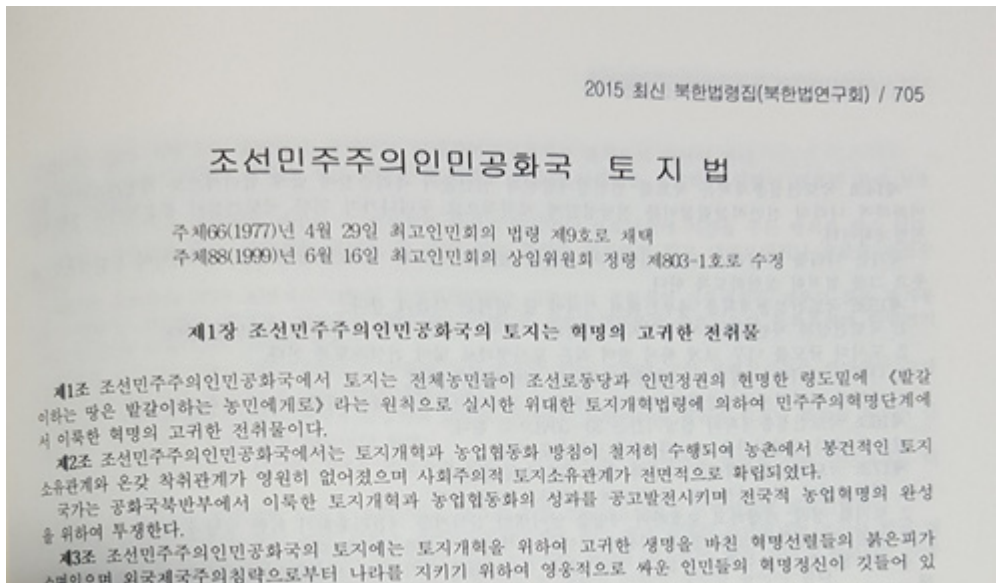 2015 최신 북한법령집(북한법연구회) / 705
조선민주주의인민공화국 토 지 법
주체66(1977)년 4월 29일 최고인민회의 법령 제9호로 채택
주체88(1999)년 6월 16일 최고인민회의 상임위원회 정령 제803-1호로 수정
제1장 조선민주주의인민공화국의 토지는 혁명의 고귀한 전취물
제1조 조선민주주의인민공화국에서 토지는 전체농민들이 조선로동당과 인민정권의 현명한 령도밑에 《밭갈
이하는 땅은 밭갈이하는 농민에게로》라는 원칙으로 실시한 위대한 토지개혁법령에 의하여 민주주의혁명단계에
서 이룩한 혁명의 고귀한 전취물이다.
제2조 조선민주주의인민공화국에서는 토지개혁과 농업협동화 방침이 철저히 수행되여 농촌에서 봉건적인 토지
소유관계와 온갖 착취관계가 영원히 없어졌으며 사회주의적 토지소유관계가 전면적으로 확립되였다.
국가는 공화국북반부에서 이룩한 토지개혁과 농업협동화의 성과를 공고발전시키며 전국적 농업혁명의 완성
을 위하여 투쟁한다.
제3조 조선민주주의인민공화국의 토지에는 토지개혁을 위하여 고귀한 생명을 바친 혁명선렬들의 붉은피가
외국제국주의침략으로부터 나라를 지키기 위하여 영웅적으로 싸운 인민들의 혁명정신이 깃들어 있